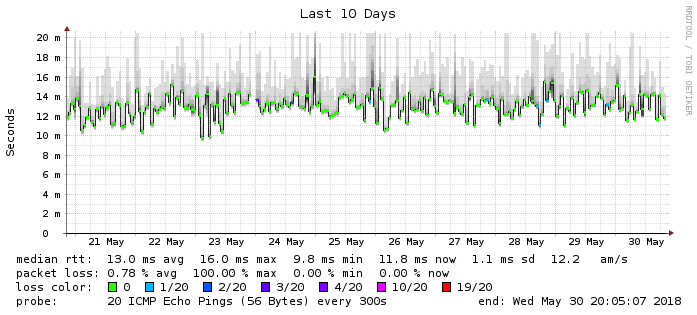 Last 10 Days
RRDTOOL / TOBI OETIKER
Seconds
20 m
18 m
16 m
14 m
12 m
10 m
8 m
6 m
4 m
2 m
0
21 May 22 May 23 May 24 May 25 May 26 May 27 May 28 May 29 May 30 May
median rtt: 13.0 ms avg 16.0 ms max 9.8 ms min 11.8 ms now 1.1 ms sd 12.2 am/s
packet loss: 0.78 % avg 100.00 % max 0.00 % min 0.00 % now
loss color: 0 1/20 2/20 3/20 4/20 10/20 19/20
probe: 20 ICMP Echo Pings (56 Bytes) every 300s end: Wed May 30 20:05:07 2018